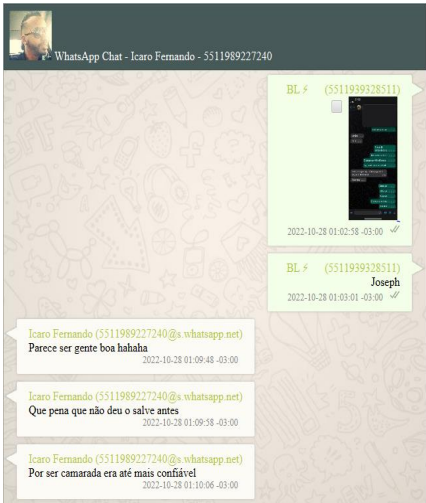 WhatsApp Chat - Icaro Fernando - 5511989227240
BL⚡ (5511939328511)
2022-10-28 01:02:58 -03:00
BL⚡ (5511939328511)
Joseph
2022-10-28 01:03:01 -03:00
Icaro Fernando (5511989227240@s.whatsapp.net)
Parece ser gente boa hahaha
2022-10-28 01:09:48 -03:00
Icaro Fernando (5511989227240@s.whatsapp.net)
Que pena que não deu o salve antes
2022-10-28 01:09:58 -03:00
Icaro Fernando (5511989227240@s.whatsapp.net)
Por ser camarada era até mais confiável
2022-10-28 01:10:06 -03:00